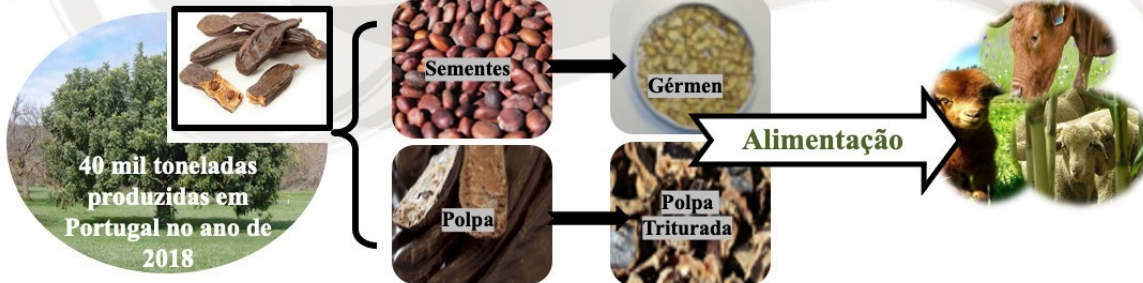 40 mil toneladas
produzidas em
Portugal no ano de
2018
Sementes
Gérmen
Polpa
Polpa
Triturada
Alimentação